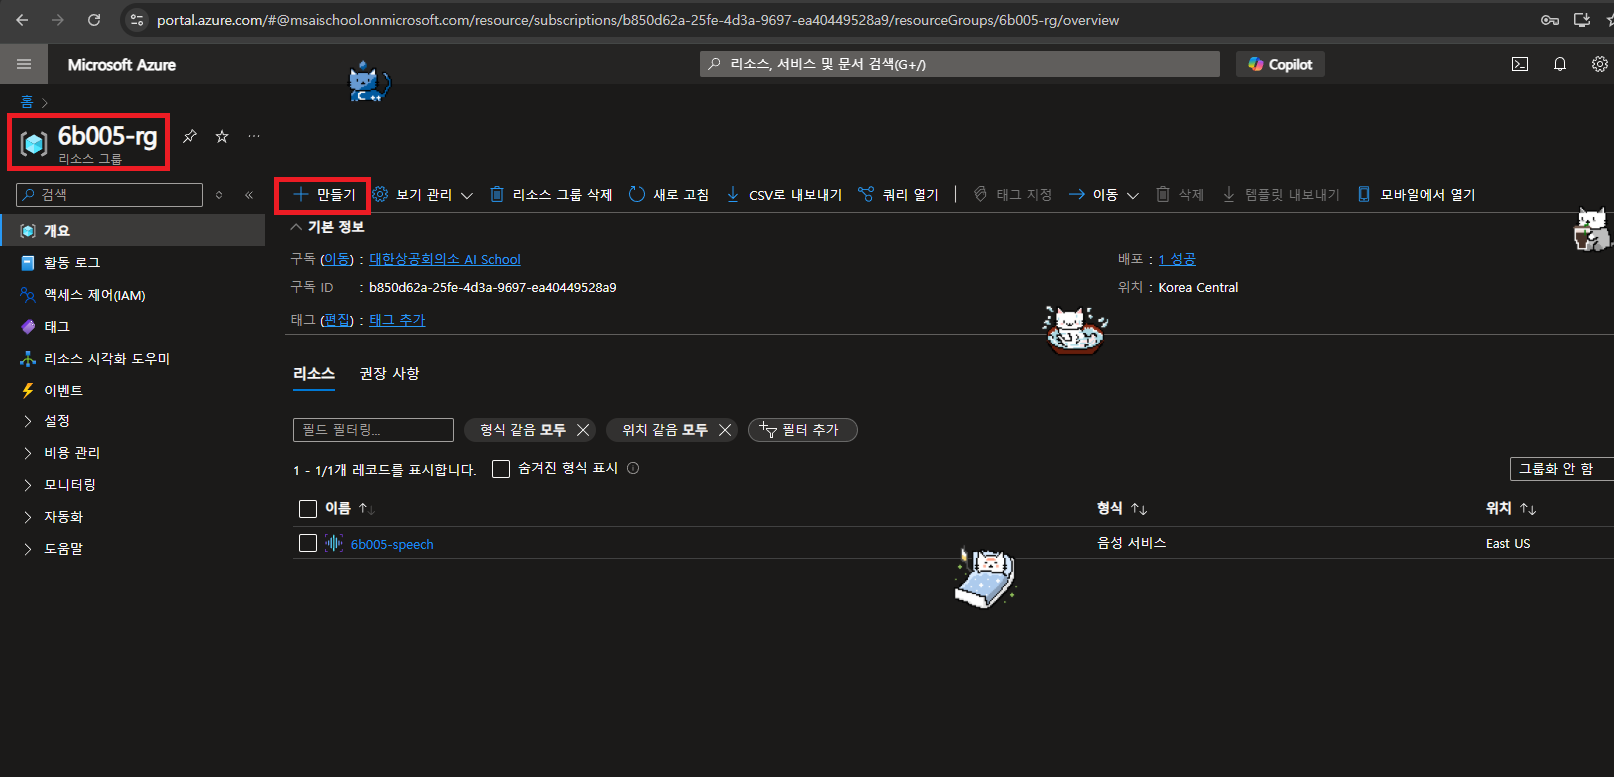 portal.azure.com/#@msaischool.onmicrosoft.com/resource/subscriptions/b850d62a-25fe-4d3a-9697-ea40449528a9/resourceGroups/6b005-rg/overview
Microsoft Azure
리소스, 서비스 및 문서 검색(G+/)
Copilot
C++
홈
6b005-rg
리소스 그룹
검색
만들기 보기 관리 리소스 그룹 삭제 새로 고침 CSV로 내보내기 쿼리 열기 태그 지정 이동 삭제 템플릿 내보내기 모바일에서 열기
개요
활동 로그
액세스 제어(IAM)
태그
리소스 시각화 도우미
이벤트
설정
비용 관리
모니터링
자동화
도움말
기본 정보
구독 (이동) : 대한상공회의소 AI School
배포 : 1 성공
구독 ID : b850d62a-25fe-4d3a-9697-ea40449528a9
위치 : Korea Central
태그 (편집) : 태그 추가
리소스 권장 사항
필드 필터링... 형식 같음 모두 위치 같음 모두 필터 추가
1 - 1/1개 레코드를 표시합니다. 숨겨진 형식 표시
그룹화 안 함
이름 형식 위치
6b005-speech 음성 서비스 East US